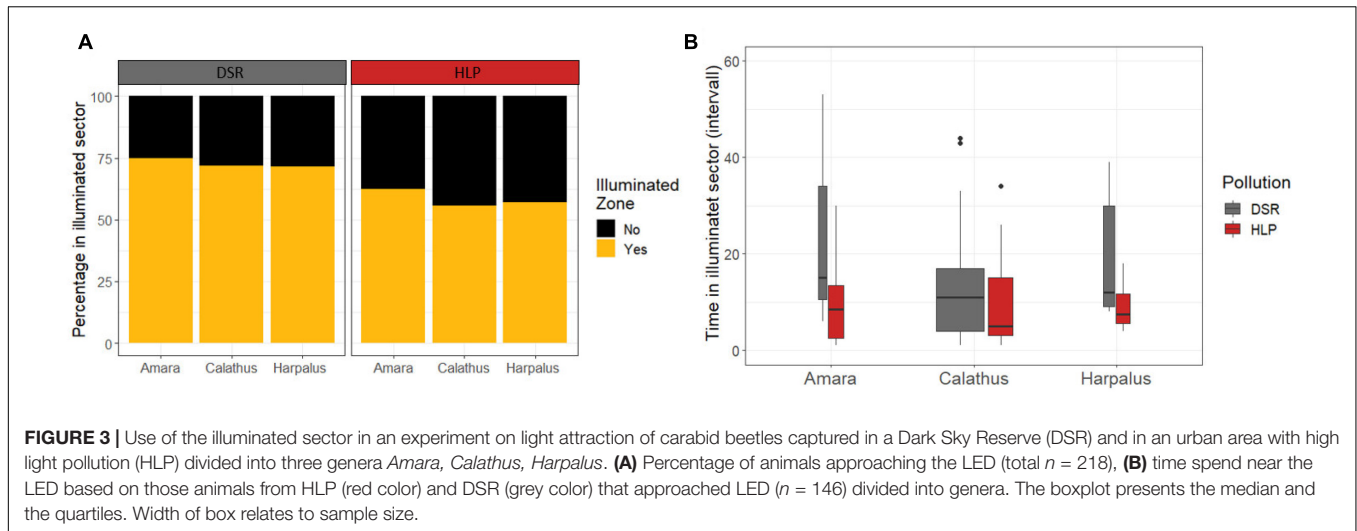 A
DSR HLP
Percentage in illuminated sector
100
75
50
25
0
Amara Calathus Harpalus Amara Calathus Harpalus
Illuminated
Zone
No
Yes
B
Time in illuminatet sector (intervall)
60
40
20
0
Amara Calathus Harpalus
Pollution
DSR
HLP
FIGURE 3 | Use of the illuminated sector in an experiment on light attraction of carabid beetles captured in a Dark Sky Reserve (DSR) and in an urban area with high
light pollution (HLP) divided into three genera Amara, Calathus, Harpalus. (A) Percentage of animals approaching the LED (total n = 218), (B) time spend near the
LED based on those animals from HLP (red color) and DSR (grey color) that approached LED (n = 146) divided into genera. The boxplot presents the median and
the quartiles. Width of box relates to sample size.